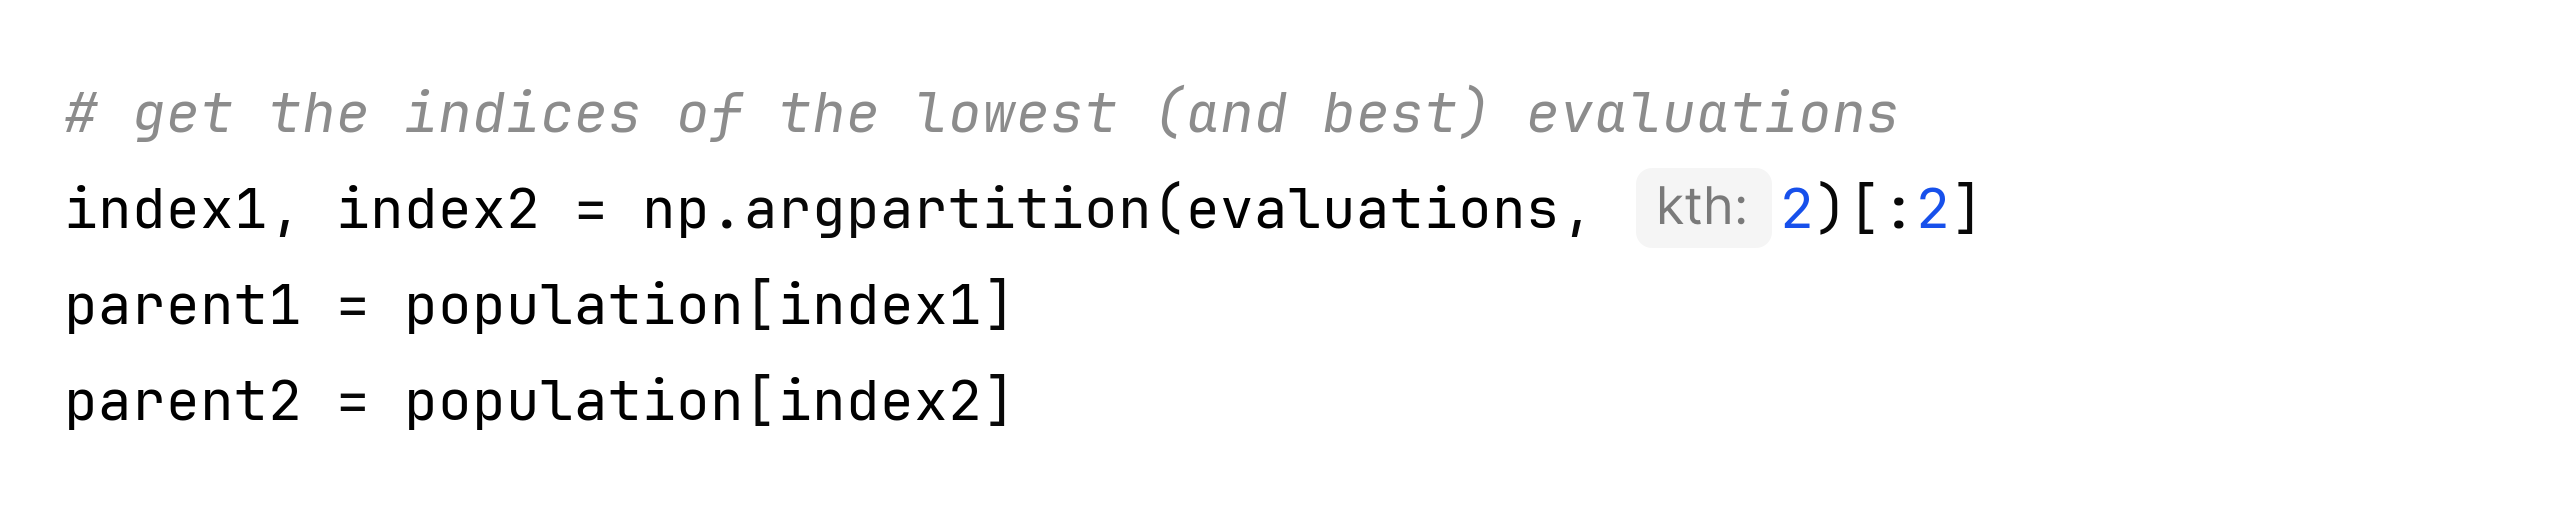 # get the indices of the lowest (and best) evaluations
index1, index2 = np.argpartition(evaluations, kth: 2)[:2]
parent1 = population[index1]
parent2 = population[index2]